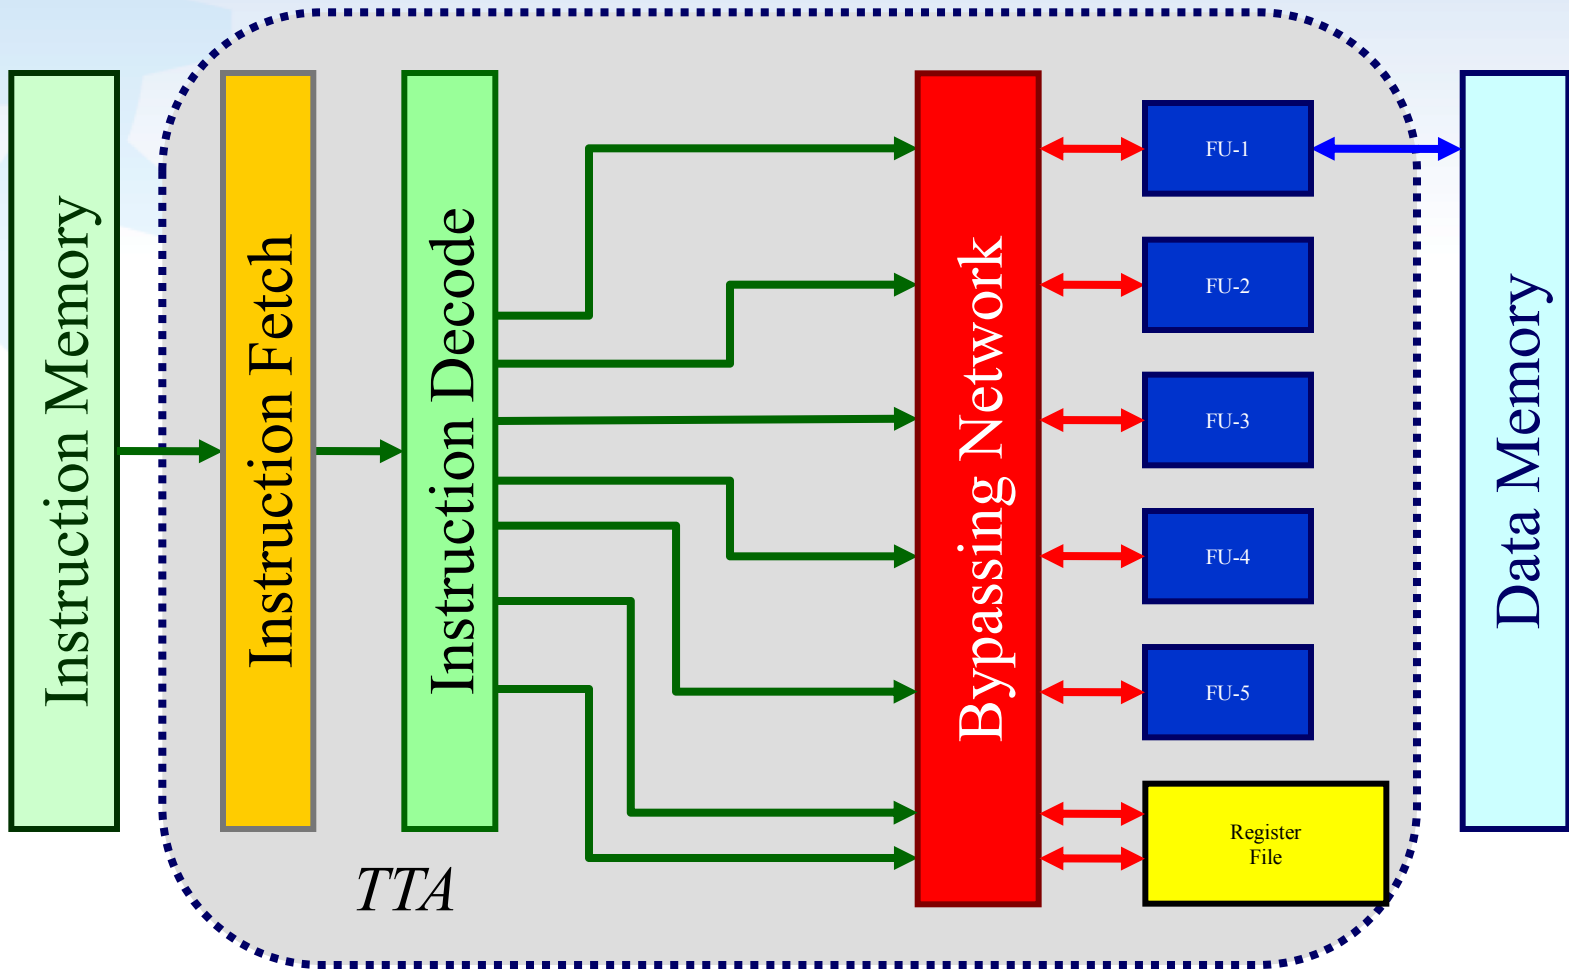 Instruction Memory
Instruction Fetch
Instruction Decode
Bypassing Network
FU-1
FU-2
FU-3
FU-4
FU-5
Register
File
Data Memory
TTA